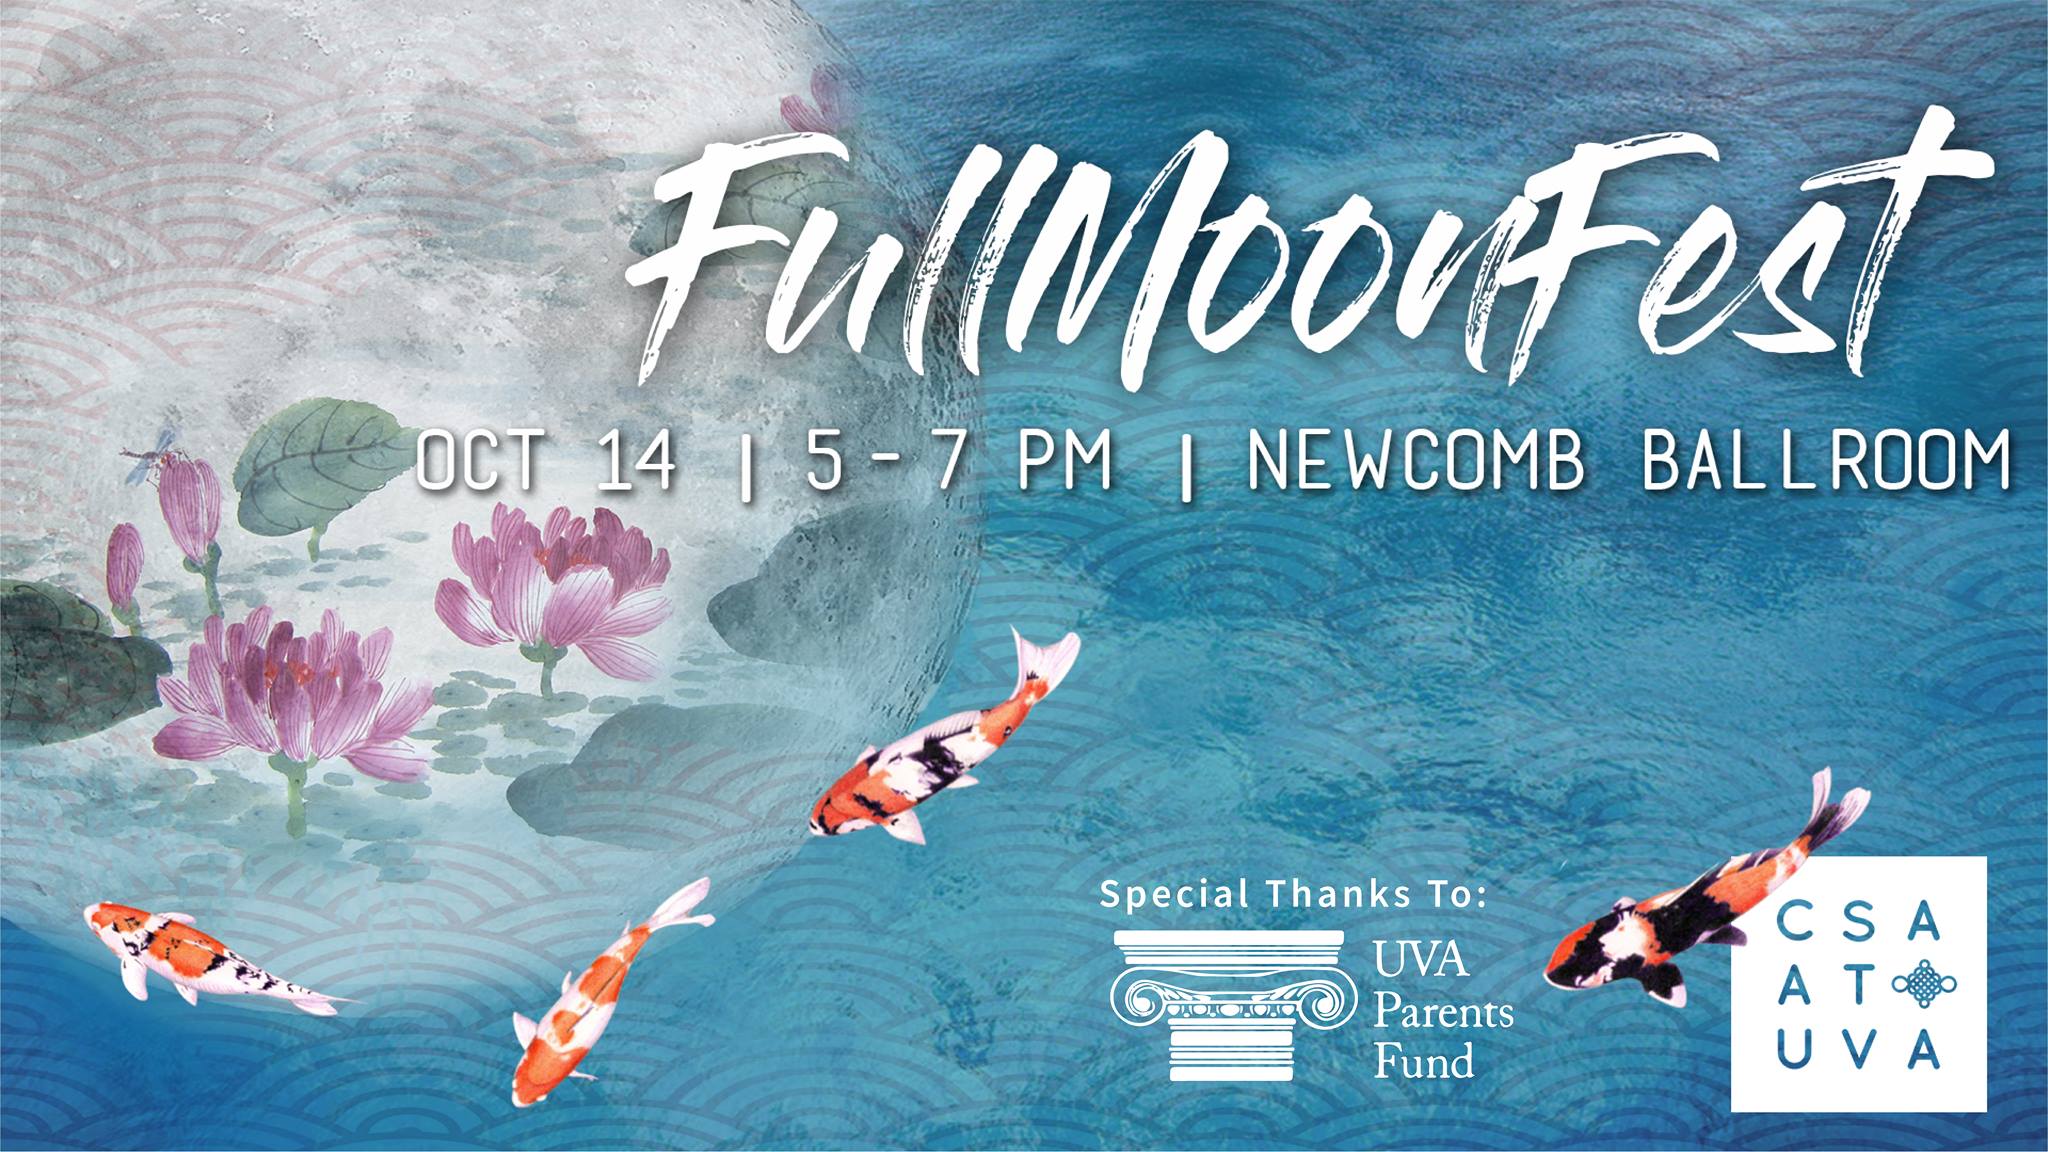 FullMoonFest
OCT 14 | 5 - 7 PM | NEWCOMB BALLROOM
Special Thanks To:
UVA
Parents
Fund
CSA
AT
UVA